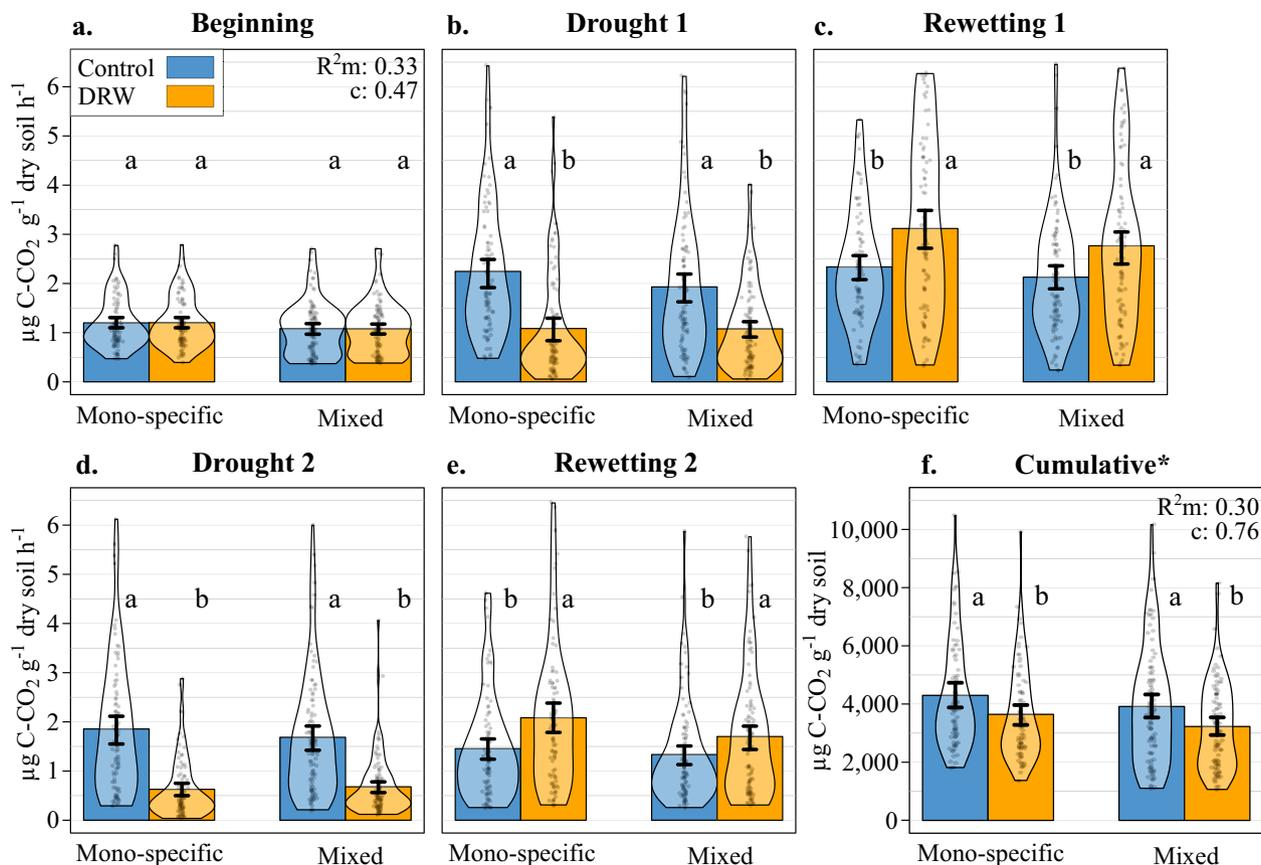 a. Beginning
b. Drought 1
c. Rewetting 1
Control
DRW
R²m: 0.33
c: 0.47
µg C-CO₂ g⁻¹ dry soil h⁻¹
6
5
4
3
2
1
0
a a a a
a b a b
b a b a
Mono-specific Mixed
Mono-specific Mixed
Mono-specific Mixed
d. Drought 2
e. Rewetting 2
f. Cumulative*
R²m: 0.30
c: 0.76
µg C-CO₂ g⁻¹ dry soil h⁻¹
6
5
4
3
2
1
0
a b a b
b a b a
µg C-CO₂ g⁻¹ dry soil
10,000
8,000
6,000
4,000
2,000
0
a b a b
Mono-specific Mixed
Mono-specific Mixed
Mono-specific Mixed